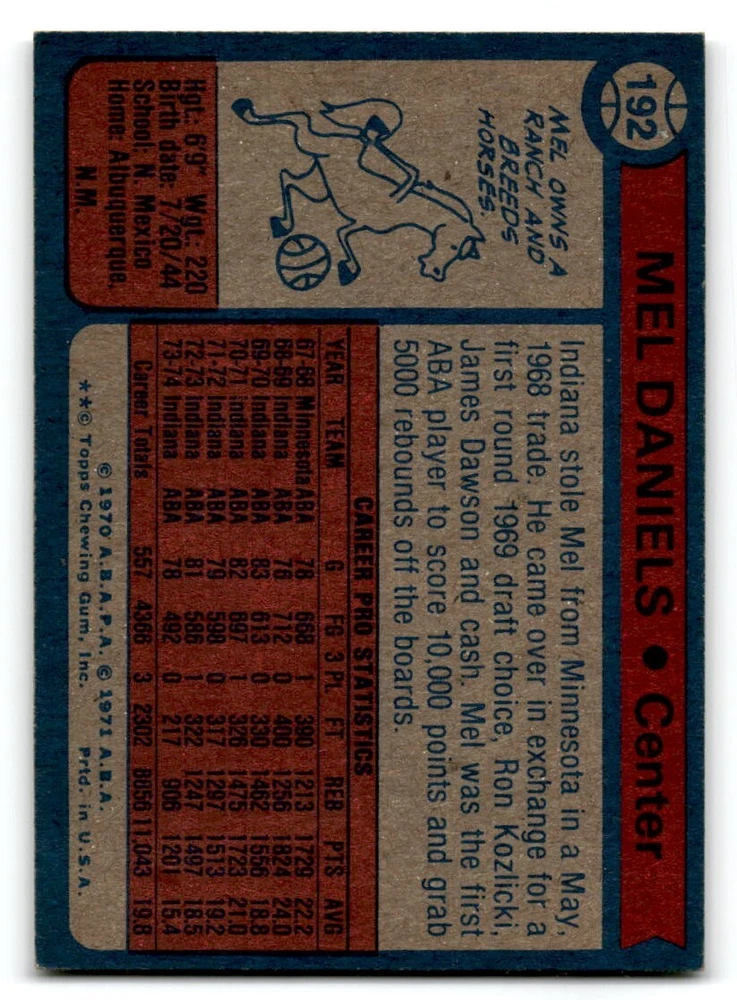 192
MEL DANIELS • Center
MEL OWNS A
RANCH AND
BREEDS
HORSES.
Hgt.: 6'9" Wgt.: 220
Birth date: 7/20/44
School: N. Mexico
Home: Albuquerque,
N.M.
Indiana stole Mel from Minnesota in a May,
1968 trade. He came over in exchange for a
first round 1969 draft choice, Ron Kozlicki,
James Dawson and cash. Mel was the first
ABA player to score 10,000 points and grab
5000 rebounds off the boards.
CAREER PRO STATISTICS
YEAR TEAM G FG 3 PL FT REB PTS AVG
67-68 Minnesota ABA 78 668 1 390 1213 1729 22.2
68-69 Indiana ABA 76 712 0 400 1256 1824 24.0
69-70 Indiana ABA 83 613 0 330 1462 1556 18.8
70-71 Indiana ABA 82 697 1 326 1475 1723 21.0
71-72 Indiana ABA 79 598 0 317 1297 1513 19.2
72-73 Indiana ABA 81 586 1 322 1247 1497 18.5
73-74 Indiana ABA 78 492 0 217 906 1201 15.4
Career Totals 557 4366 3 2302 8856 11,043 19.8
© 1970 A.B.A.P.A. © 1971 A.B.A.
**© Topps Chewing Gum, Inc. Prtd. in U.S.A.